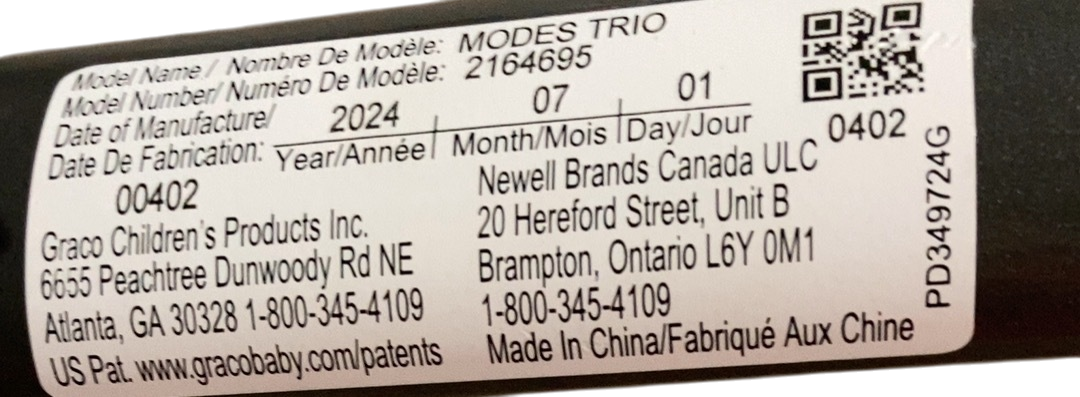 Model Name / Nombre De Modèle: MODES TRIO
Model Number/ Numéro De Modèle: 2164695
Date of Manufacture/
Date De Fabrication:
2024 07 01
Year/Année Month/Mois Day/Jour
00402
Graco Children's Products Inc.
6655 Peachtree Dunwoody Rd NE
Atlanta, GA 30328 1-800-345-4109
US Pat. www.gracobaby.com/patents
Newell Brands Canada ULC
20 Hereford Street, Unit B
Brampton, Ontario L6Y 0M1
1-800-345-4109
Made In China/Fabriqué Aux Chine
0402
PD349724G